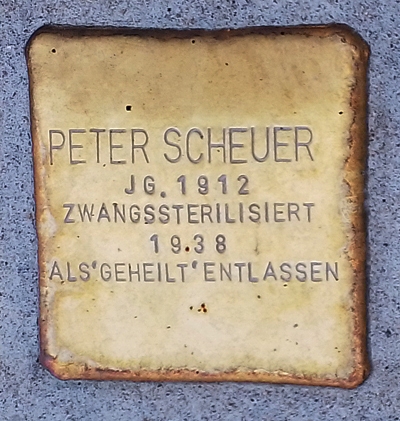 PETER SCHEUER
JG. 1912
ZWANGSSTERILISIERT
1938
ALS 'GEHEILT' ENTLASSEN